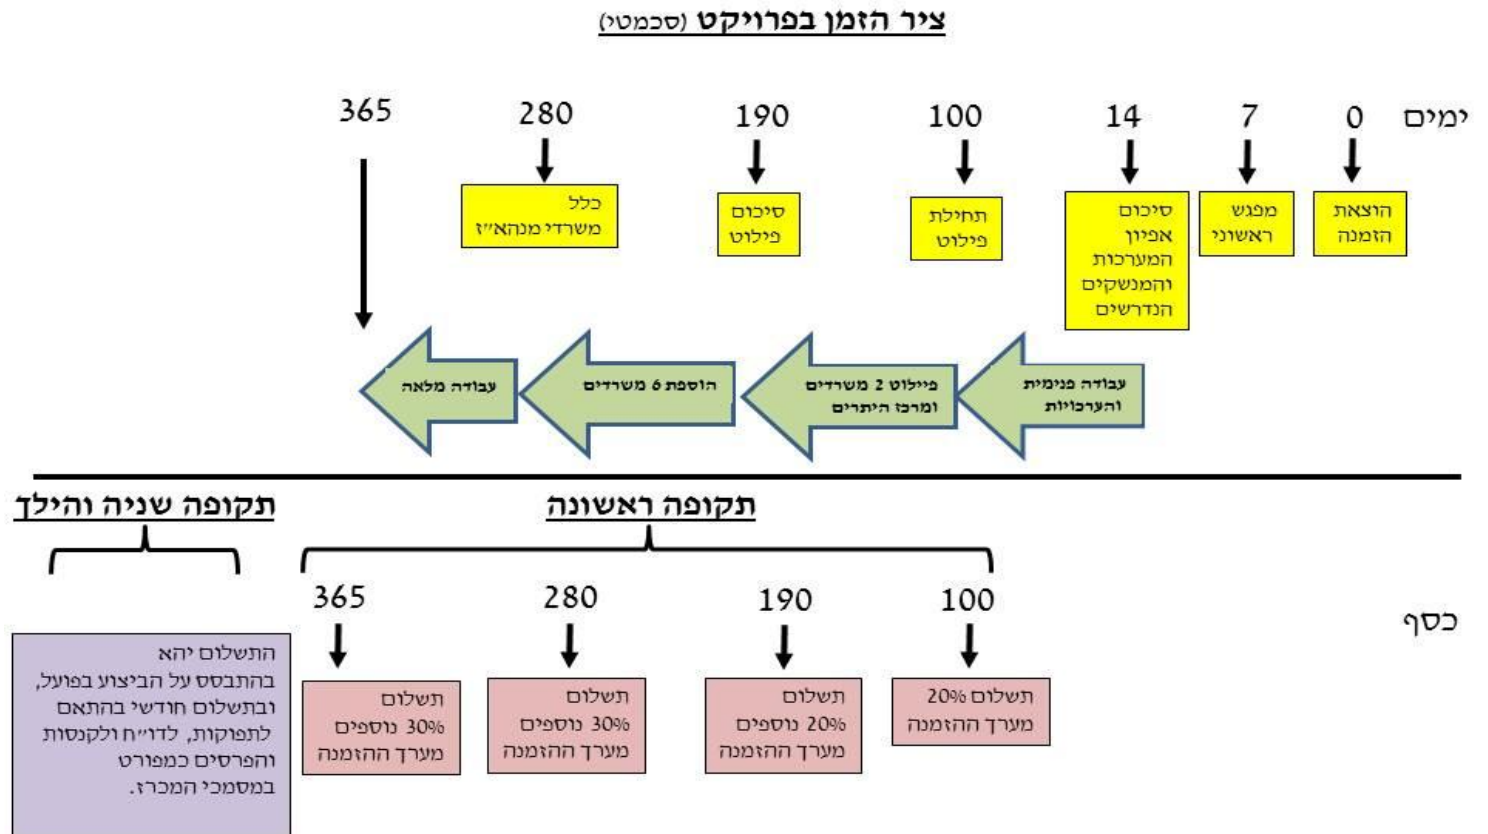 ציר הזמן בפרויקט (סכמטי)
ימים 0 7 14 100 190 280 365
הוצאת
הזמנה
מפגש
ראשוני
סיכום
אפיון
המערכות
והמנשקים
הנדרשים
תחילת
פילוט
סיכום
פילוט
כלל
משרדי מנהא״ז
עבודה פנימית
והערכויות
פיילוט 2 משרדים
ומרכז היתרים
הוספת 6 משרדים
עבודה מלאה
תקופה ראשונה
תקופה שניה והילך
כסף
100 190 280 365
תשלום 20%
מערך ההזמנה
תשלום
20% נוספים
מערך ההזמנה
תשלום
30% נוספים
מערך ההזמנה
תשלום
30% נוספים
מערך ההזמנה
התשלום יהא
בהתבסס על הביצוע בפועל,
ובתשלום חודשי בהתאם
לתפוקות, לדו״ח ולקנסות
והפרסים כמפורט
במסמכי המכרז.